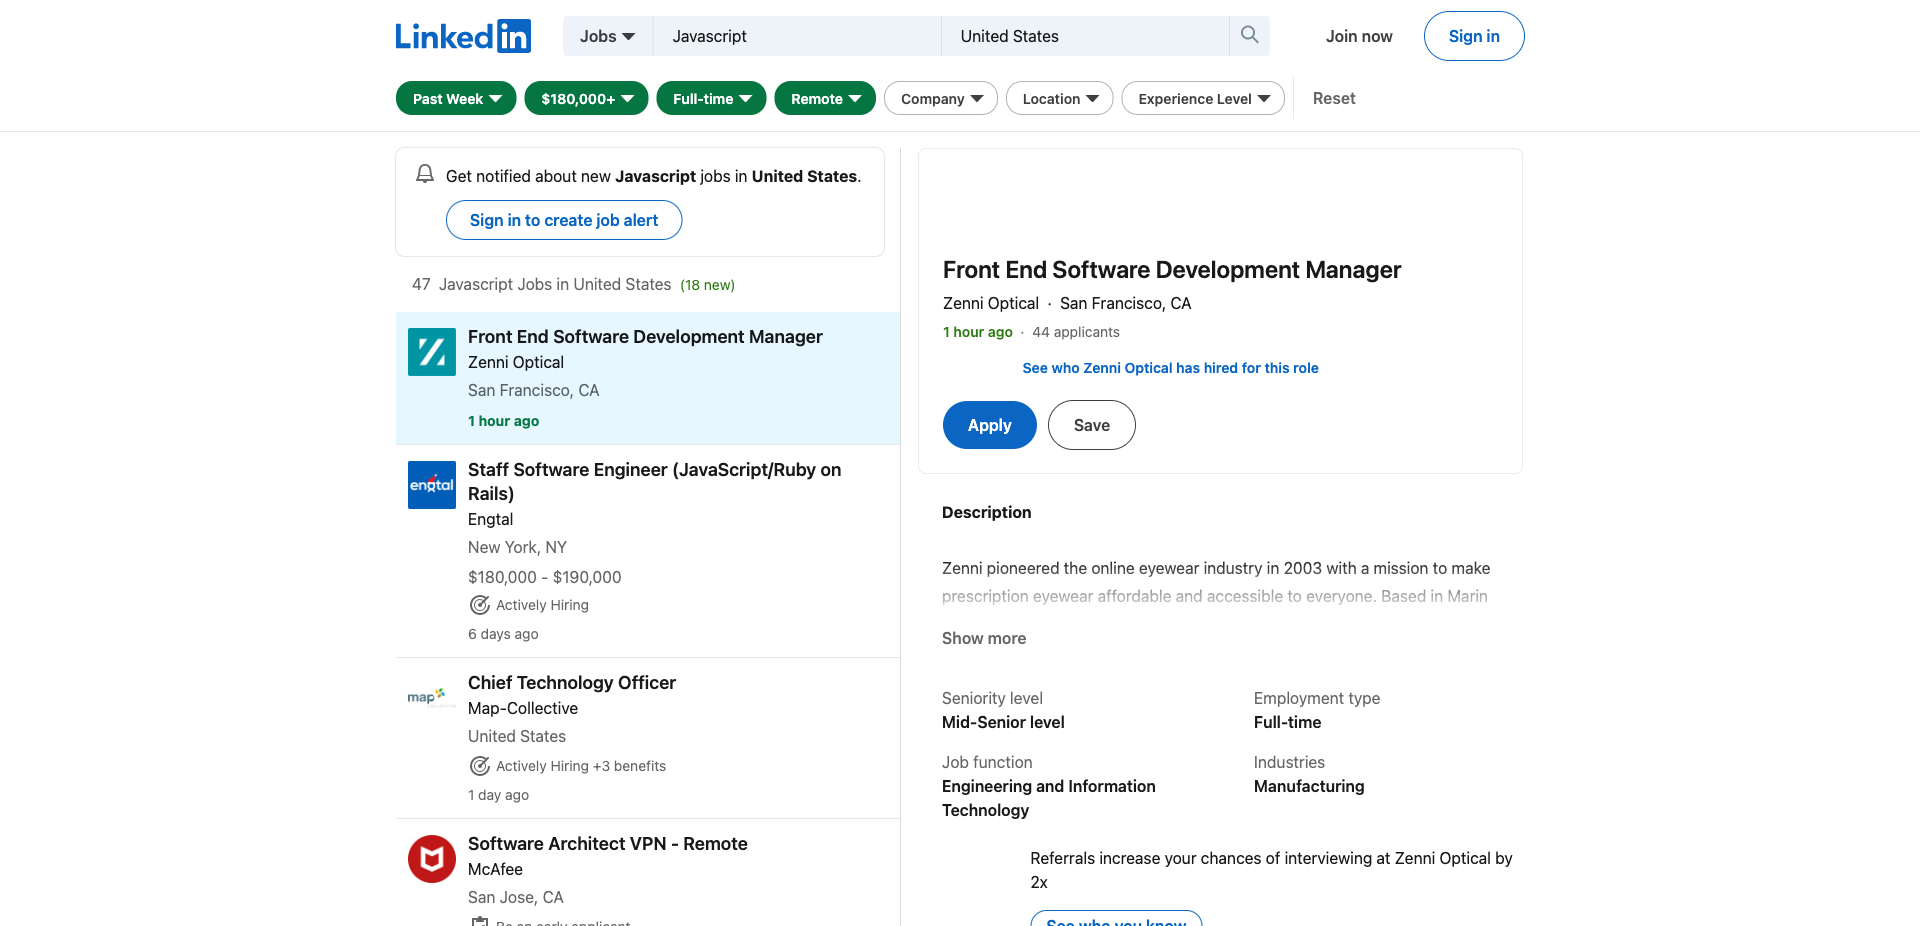 LinkedIn
Jobs
Javascript
United States
Join now
Sign in
Past Week
$180,000+
Full-time
Remote
Company
Location
Experience Level
Reset
Get notified about new Javascript jobs in United States.
Sign in to create job alert
47 Javascript Jobs in United States (18 new)
Front End Software Development Manager
Zenni Optical
San Francisco, CA
1 hour ago
engtal
Staff Software Engineer (JavaScript/Ruby on
Rails)
Engtal
New York, NY
$180,000 - $190,000
Actively Hiring
6 days ago
map
Chief Technology Officer
Map-Collective
United States
Actively Hiring +3 benefits
1 day ago
Software Architect VPN - Remote
McAfee
San Jose, CA
Be an early applicant
Front End Software Development Manager
Zenni Optical · San Francisco, CA
1 hour ago · 44 applicants
See who Zenni Optical has hired for this role
Apply
Save
Description
Zenni pioneered the online eyewear industry in 2003 with a mission to make
prescription eyewear affordable and accessible to everyone. Based in Marin
Show more
Seniority level
Mid-Senior level
Employment type
Full-time
Job function
Engineering and Information
Technology
Industries
Manufacturing
Referrals increase your chances of interviewing at Zenni Optical by
2x
See who you know